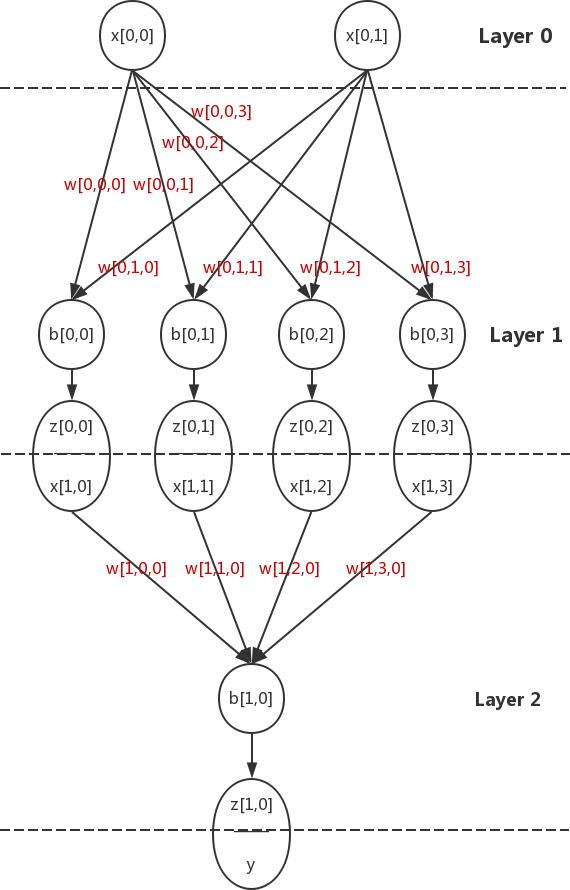 x[0,0] x[0,1] Layer 0
w[0,0,3]
w[0,0,2]
w[0,0,0] w[0,0,1]
w[0,1,0] w[0,1,1] w[0,1,2] w[0,1,3]
b[0,0] b[0,1] b[0,2] b[0,3] Layer 1
z[0,0] z[0,1] z[0,2] z[0,3]
x[1,0] x[1,1] x[1,2] x[1,3]
w[1,0,0] w[1,1,0] w[1,2,0] w[1,3,0]
b[1,0] Layer 2
z[1,0]
y